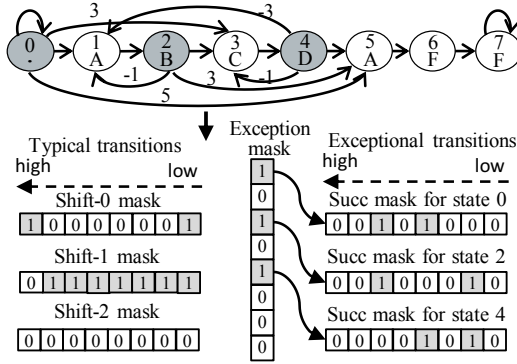 3 -3
0 1 2 3 4 5 6 7
. A B C D A F F
-1 3 -1
5
Typical transitions
high low
Shift-0 mask
1 0 0 0 0 0 0 1
Shift-1 mask
0 1 1 1 1 1 1 1
Shift-2 mask
0 0 0 0 0 0 0 0
Exception
mask
1
0
1
0
1
0
0
0
Exceptional transitions
high low
Succ mask for state 0
0 0 1 0 1 0 0 0
Succ mask for state 2
0 0 1 0 0 0 1 0
Succ mask for state 4
0 0 0 0 1 0 1 0